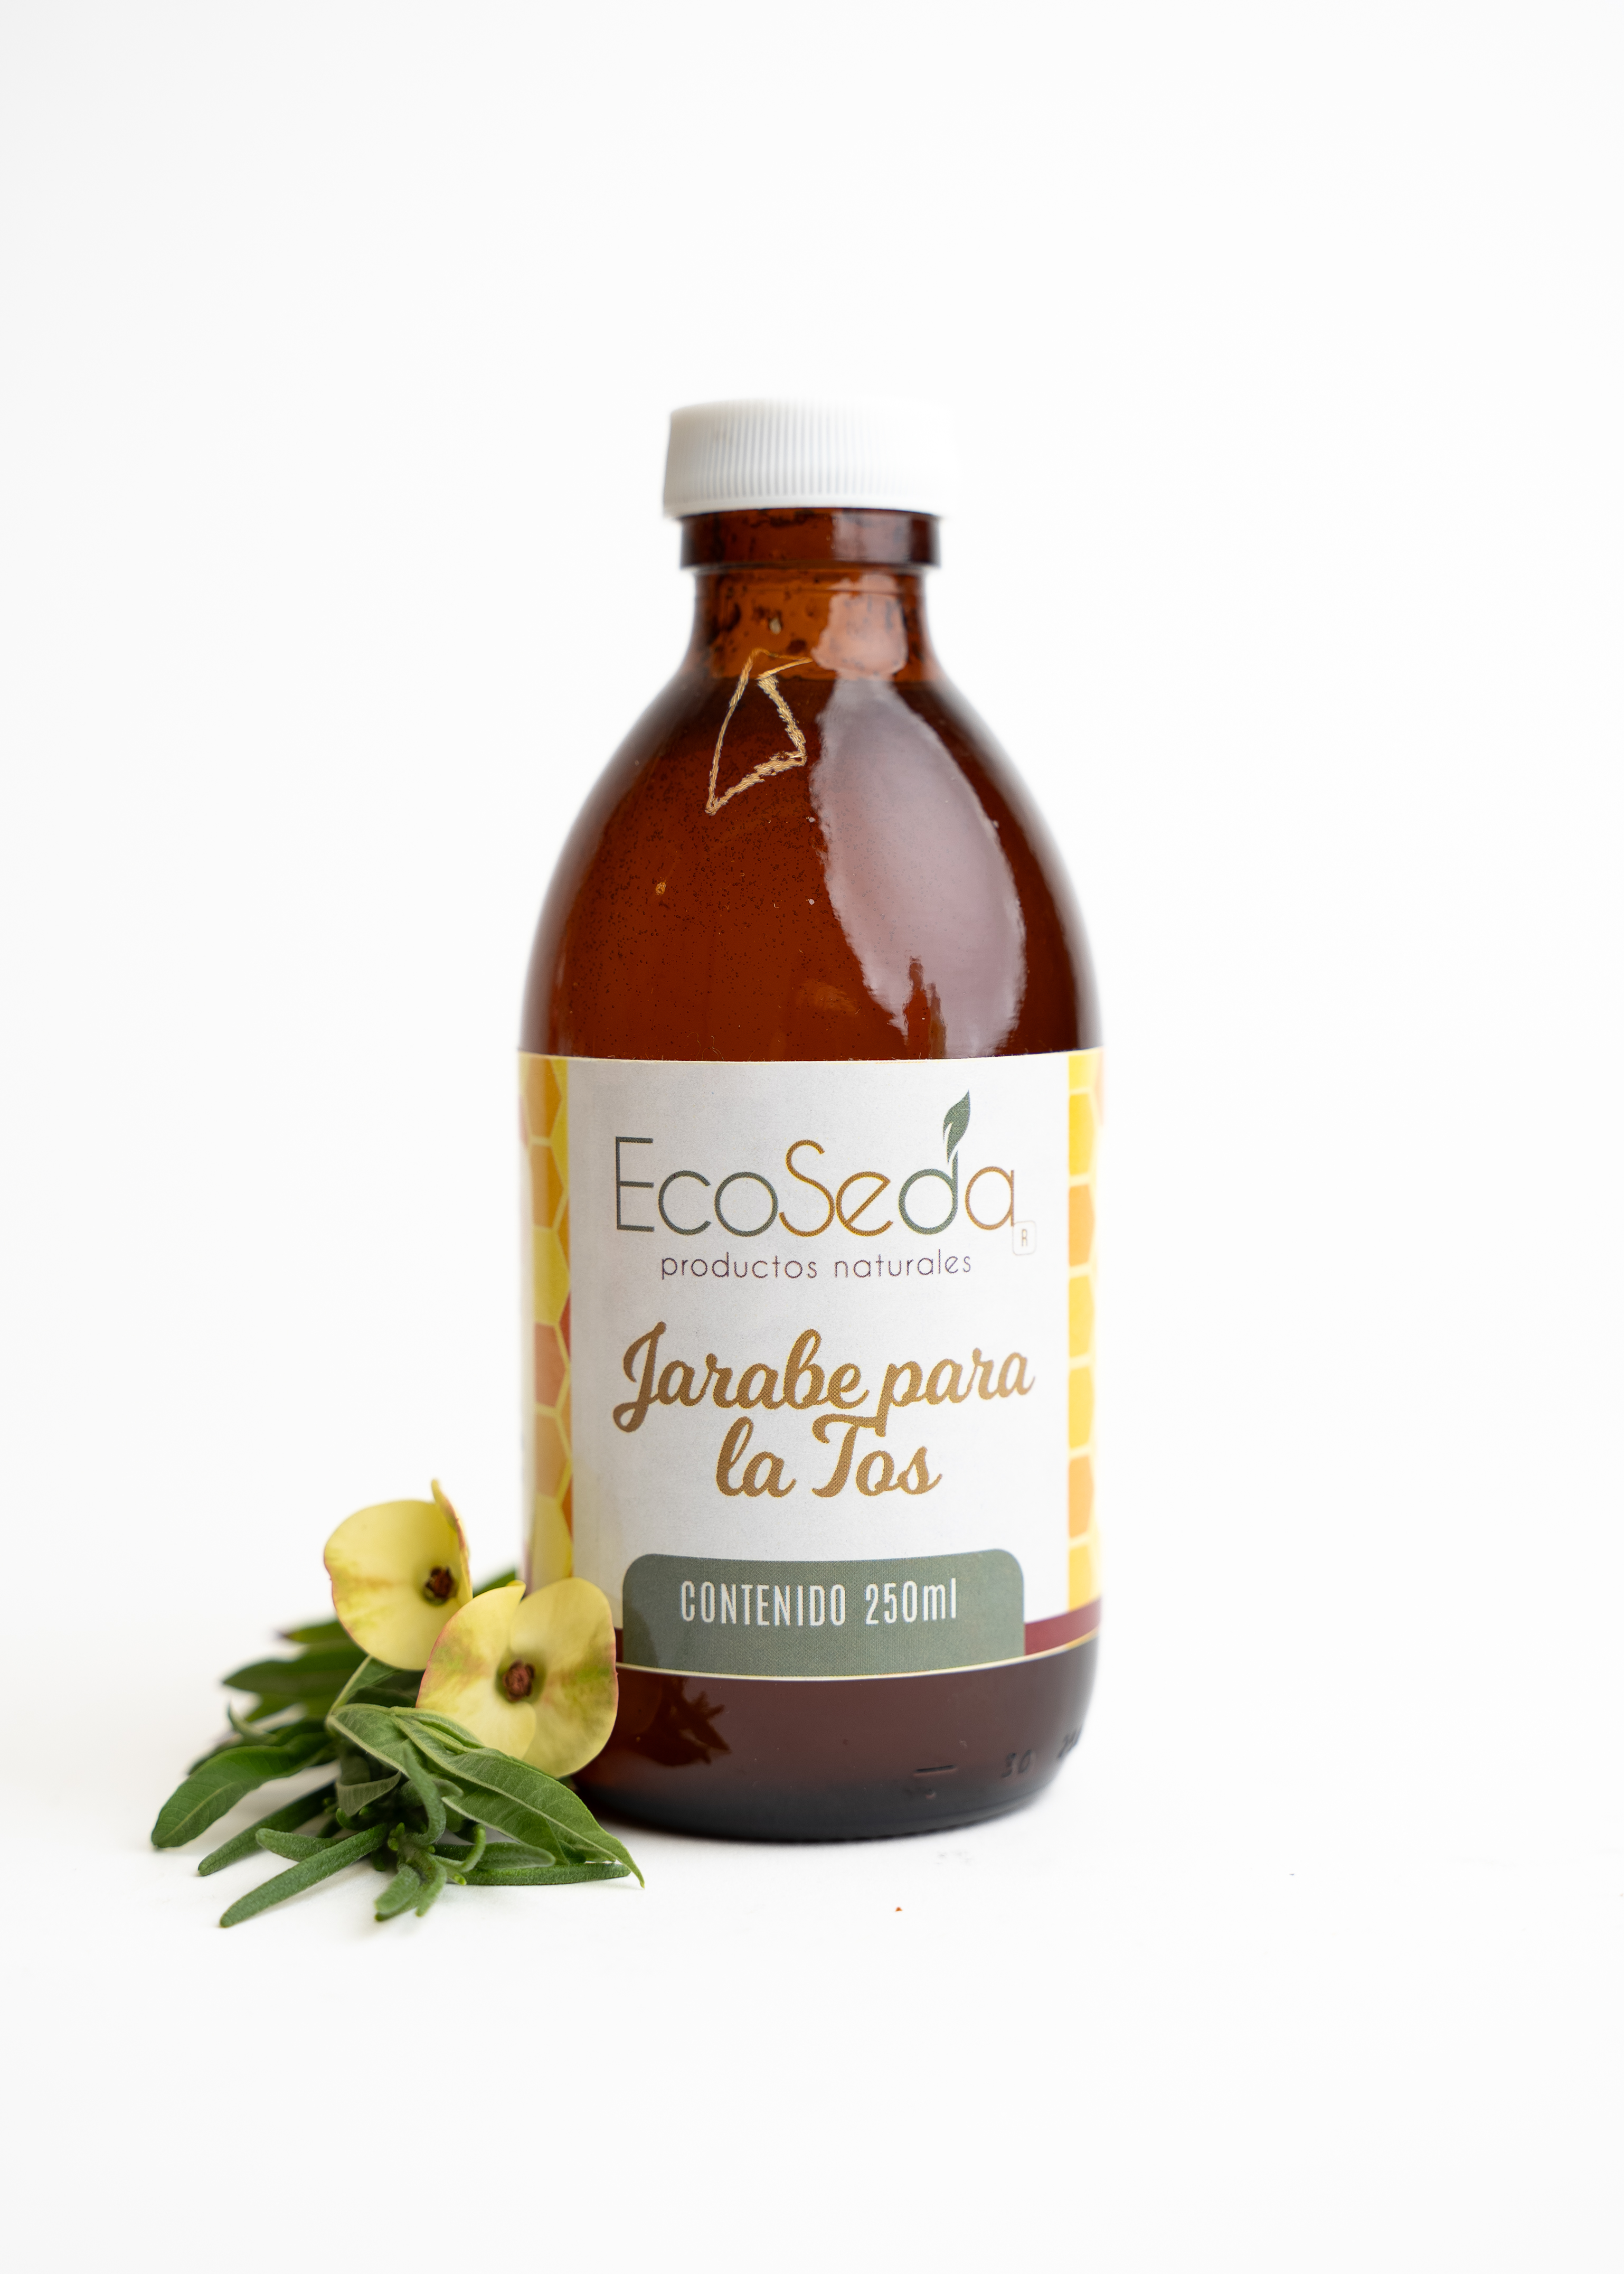 EcoSeda
R
productos naturales
Jarabe para
la Tos
CONTENIDO 250ml